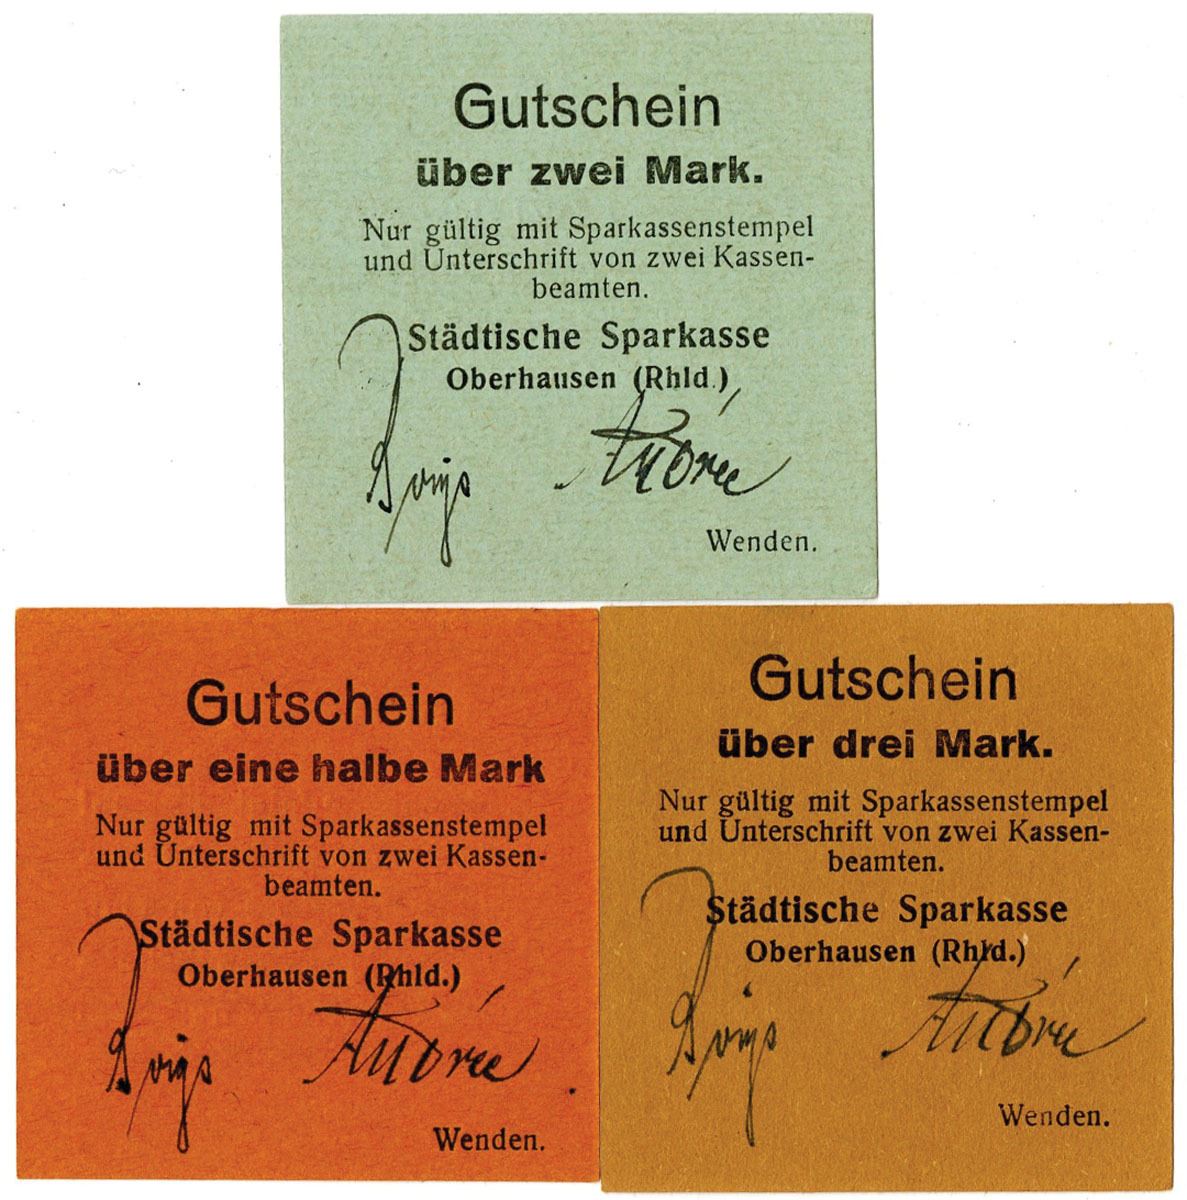 Gutschein
über zwei Mark.
Nur gültig mit Sparkassenstempel
und Unterschrift von zwei Kassen-
beamten.
Städtische Sparkasse
Oberhausen (Rhld.)
Wenden.
Gutschein
über eine halbe Mark
Nur gültig mit Sparkassenstempel
und Unterschrift von zwei Kassen-
beamten.
Städtische Sparkasse
Oberhausen (Rhld.)
Wenden.
Gutschein
über drei Mark.
Nur gültig mit Sparkassenstempel
und Unterschrift von zwei Kassen-
beamten.
Städtische Sparkasse
Oberhausen (Rhld.)
Wenden.